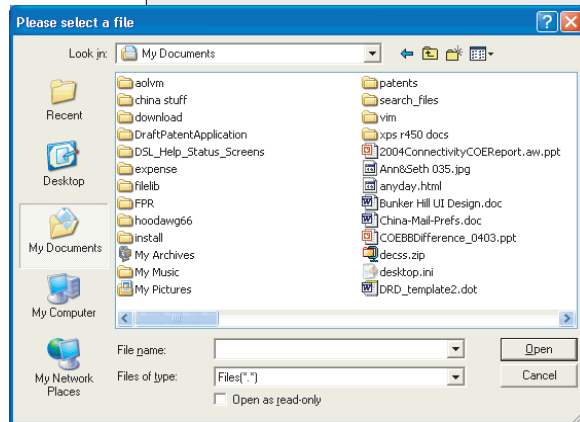 Please select a file
Look in: My Documents
Recent
Desktop
My Documents
My Computer
My Network
Places
aolvm
china stuff
download
DraftPatentApplication
DSL_Help_Status_Screens
expense
filelib
FPR
hoodawg66
install
My Archives
My Music
My Pictures
patents
search_files
vim
xps r450 docs
2004ConnectivityCOEReport.aw.ppt
Ann&Seth 035.jpg
anyday.html
Bunker Hill UI Design.doc
China-Mail-Prefs.doc
COEBBDifference_0403.ppt
decss.zip
desktop.ini
DRD_template2.dot
File name:
Open
Files of type: Files(*.*)
Cancel
Open as read-only